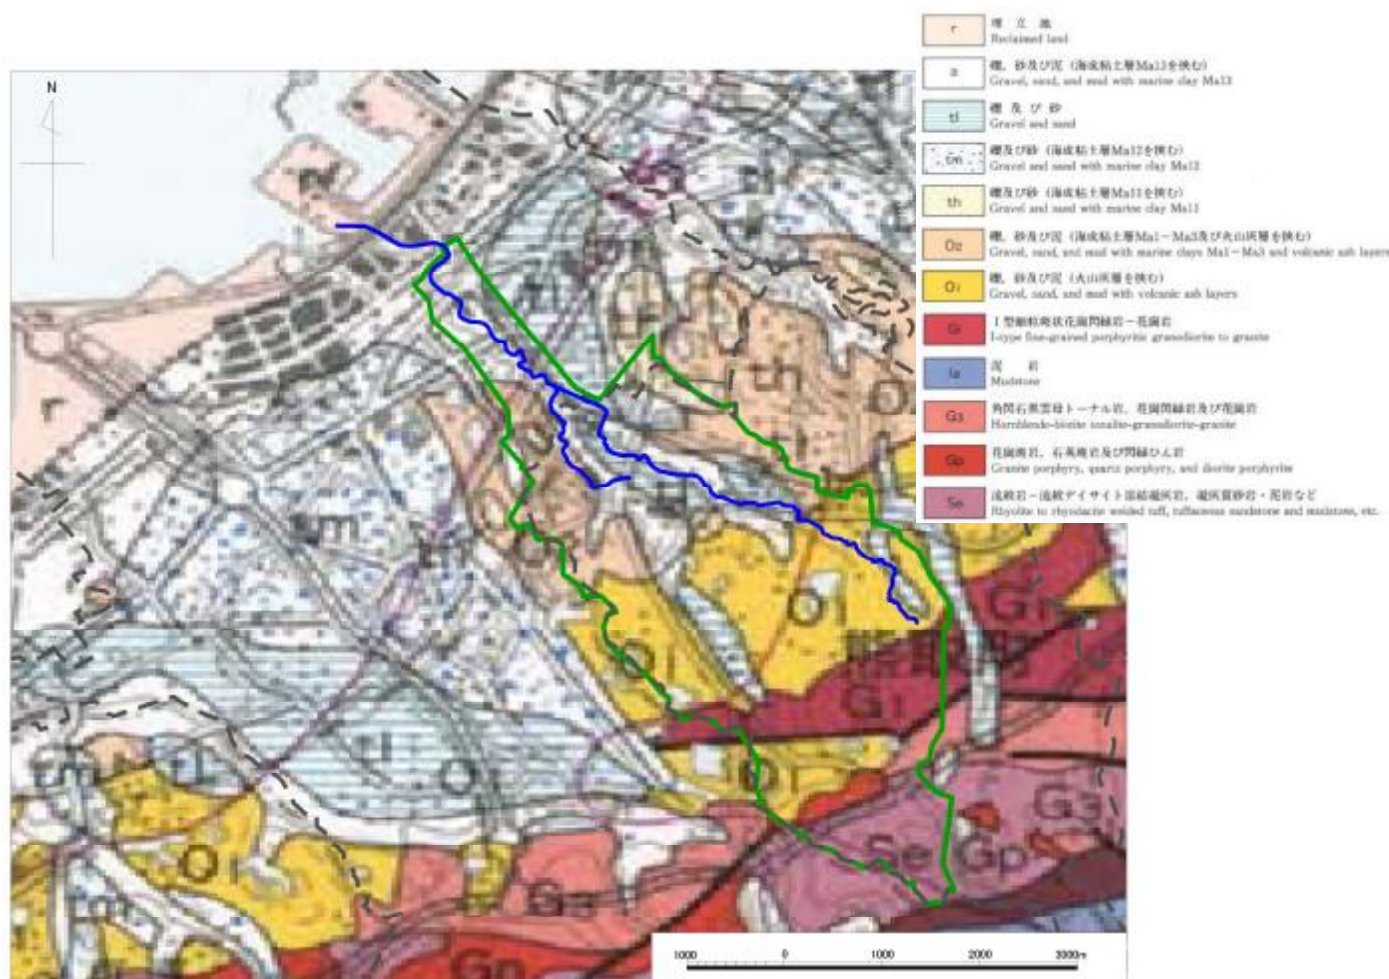 N
r
埋立地
Reclaimed land
a
礫、砂及び泥(海成粘土層Ma13を挟む)
Gravel, sand, and mud with marine clay Ma13
tl
礫及び砂
Gravel and sand
tm
礫及び砂(海成粘土層Ma12を挟む)
Gravel and sand with marine clay Ma12
th
礫及び砂(海成粘土層Ma11を挟む)
Gravel and sand with marine clay Ma11
O2
礫、砂及び泥(海成粘土層Ma1-Ma3及び火山灰層を挟む)
Gravel, sand, and mud with marine clays Ma1-Ma3 and volcanic ash layers
O1
礫、砂及び泥(火山灰層を挟む)
Gravel, sand, and mud with volcanic ash layers
I型細粒斑状花崗閃緑岩-花崗岩
I-type fine-grained porphyritic granodiorite to granite
泥岩
Mudstone
G3
角閃石黒雲母トーナル岩、花崗閃緑岩及び花崗岩
Hornblende-biotite tonalite-granodiorite-granite
Gp
花崗斑岩、石英斑岩及び閃緑ひん岩
Granite porphyry, quartz porphyry, and diorite porphyrite
Se
流紋岩-流紋デイサイト溶結凝灰岩、凝灰質砂岩・泥岩など
Rhyolite to rhyodacite welded tuff, tuffaceous sandstone and mudstone, etc.
th
r
O1
O1
G1
G1
tl
O1
Se
Gp
G3
O1
G3
Gp
1000 0 1000 2000 3000m